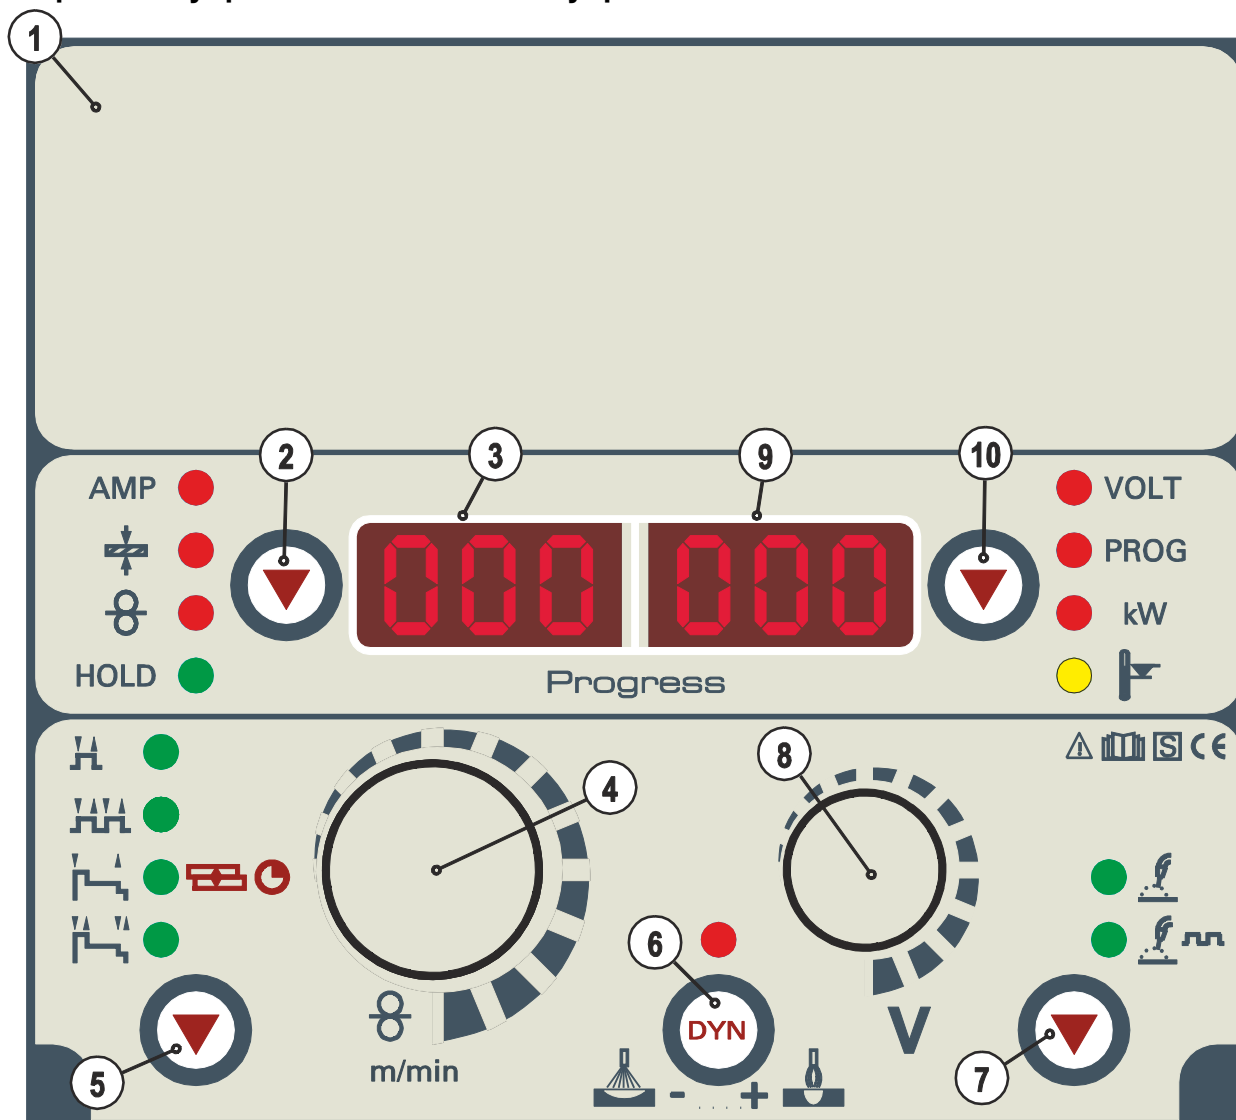 1
2
3
9
10
AMP
VOLT
PROG
000
000
kW
HOLD
Progress
8
S CE
4
6
DYN
V
m/min
- ..... +
5
7